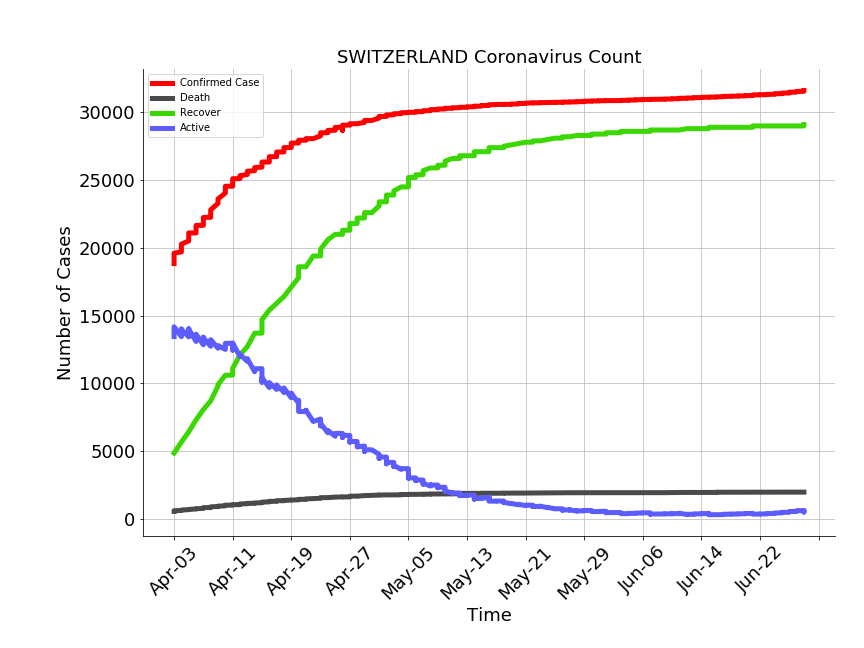 SWITZERLAND Coronavirus Count
Confirmed Case
Death
Recover
Active
Number of Cases
30000
25000
20000
15000
10000
5000
0
Apr-03
Apr-11
Apr-19
Apr-27
May-05
May-13
May-21
May-29
Jun-06
Jun-14
Jun-22
Time